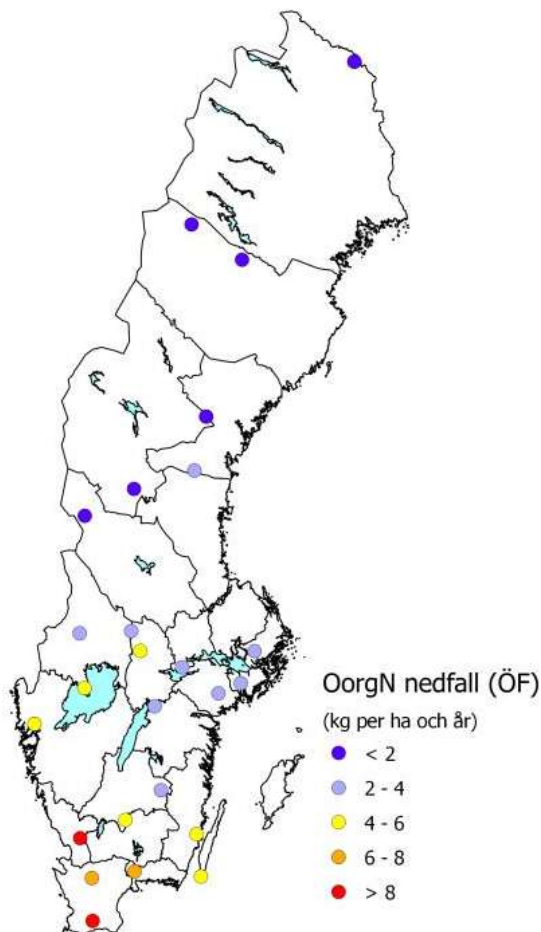 OorgN nedfall (ÖF)
(kg per ha och år)
< 2
2 - 4
4 - 6
6 - 8
> 8